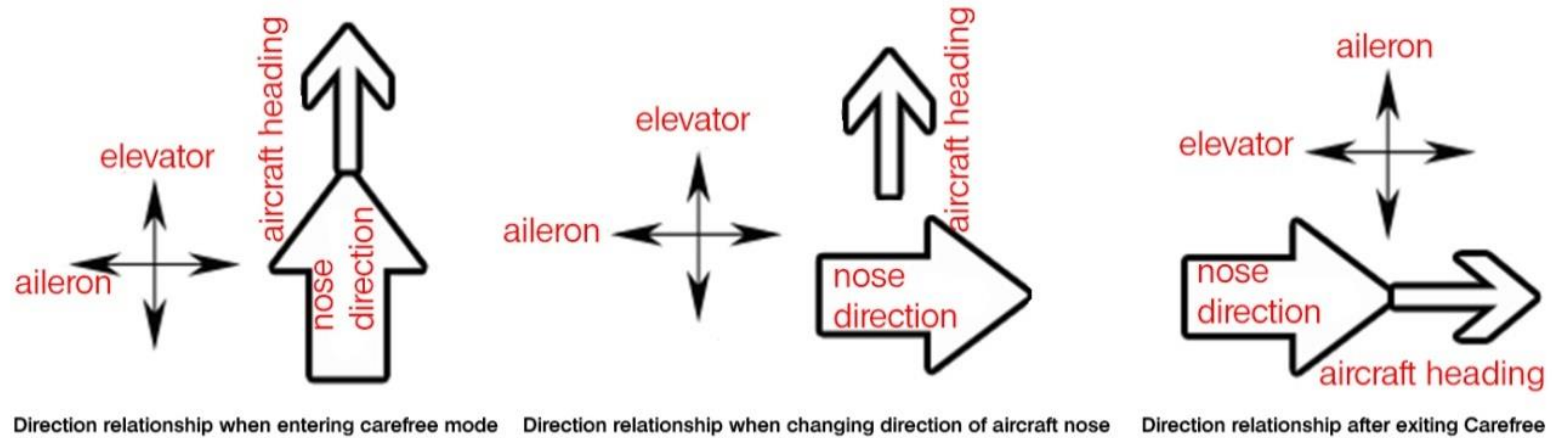 elevator
aileron
aircraft heading
nose
direction
Direction relationship when entering carefree mode
elevator
aileron
aircraft heading
nose
direction
Direction relationship when changing direction of aircraft nose
aileron
elevator
nose
direction
aircraft heading
Direction relationship after exiting Carefree